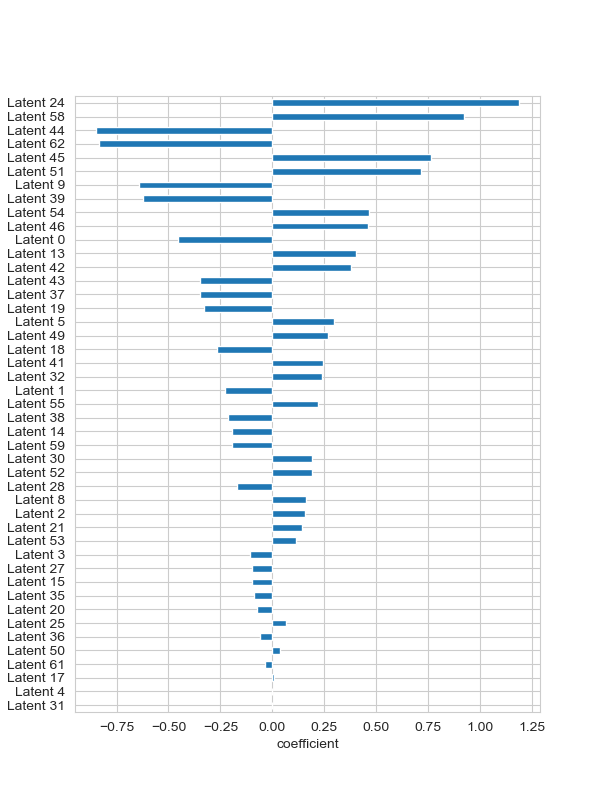 Latent 24
Latent 58
Latent 44
Latent 62
Latent 45
Latent 51
Latent 9
Latent 39
Latent 54
Latent 46
Latent 0
Latent 13
Latent 42
Latent 43
Latent 37
Latent 19
Latent 5
Latent 49
Latent 18
Latent 41
Latent 32
Latent 1
Latent 55
Latent 38
Latent 14
Latent 59
Latent 30
Latent 52
Latent 28
Latent 8
Latent 2
Latent 21
Latent 53
Latent 3
Latent 27
Latent 15
Latent 35
Latent 20
Latent 25
Latent 36
Latent 50
Latent 61
Latent 17
Latent 4
Latent 31
−0.75 −0.50 −0.25 0.00 0.25 0.50 0.75 1.00 1.25
coefficient